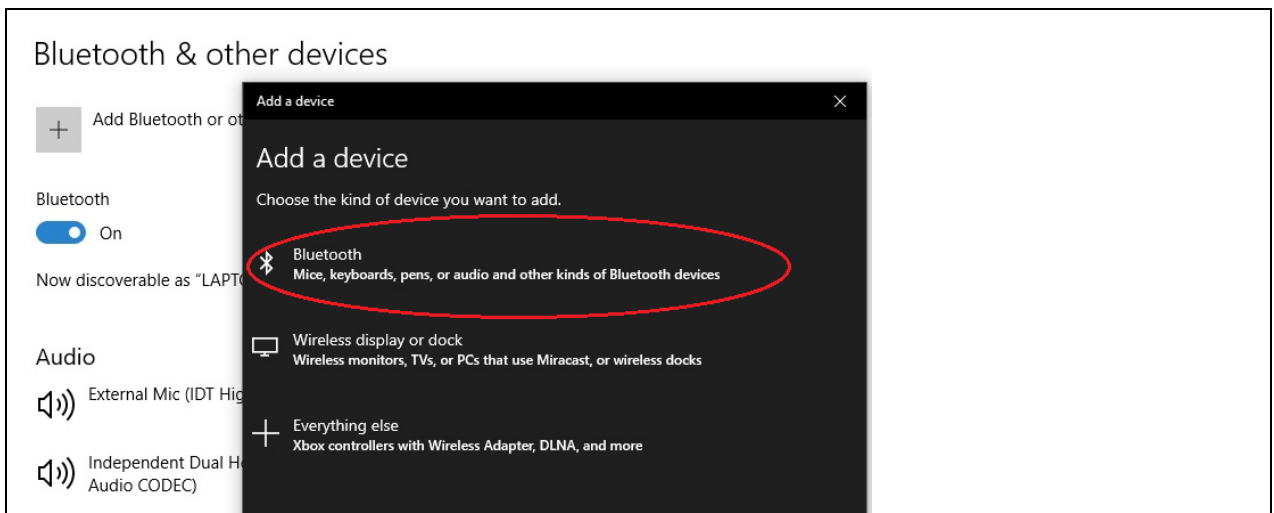 Bluetooth & other devices
Add Bluetooth or ot
Bluetooth
On
Now discoverable as “LAPT
Audio
External Mic (IDT Hig
Independent Dual H
Audio CODEC)
Add a device
Add a device
Choose the kind of device you want to add.
Bluetooth
Mice, keyboards, pens, or audio and other kinds of Bluetooth devices
Wireless display or dock
Wireless monitors, TVs, or PCs that use Miracast, or wireless docks
Everything else
Xbox controllers with Wireless Adapter, DLNA, and more